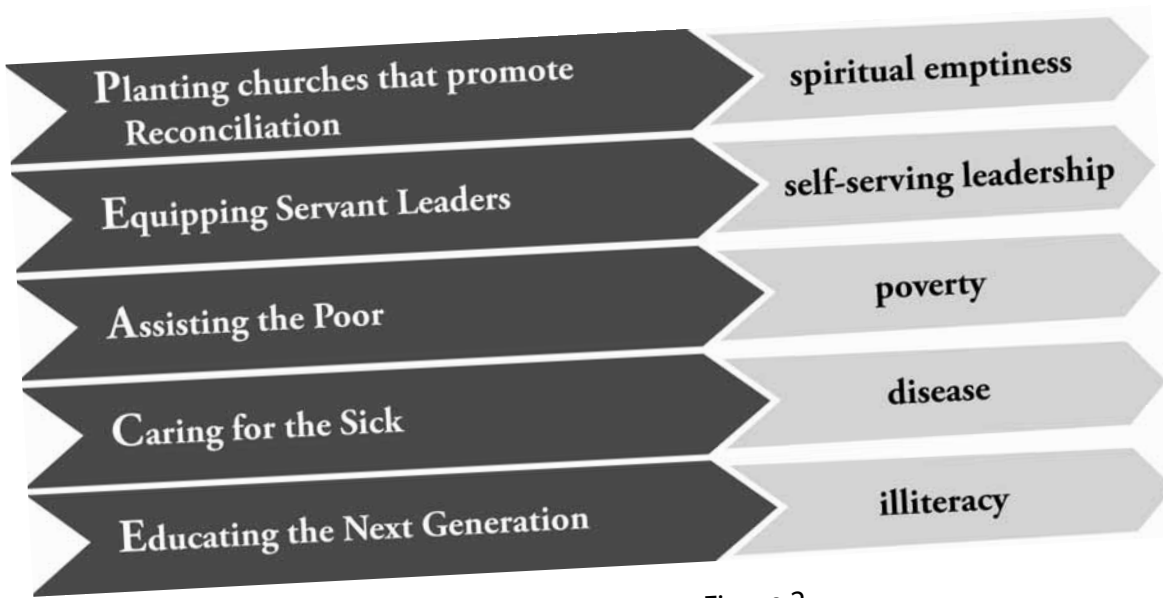 Planting churches that promote
Reconciliation
spiritual emptiness
Equipping Servant Leaders
self-serving leadership
Assisting the Poor
poverty
Caring for the Sick
disease
Educating the Next Generation
illiteracy